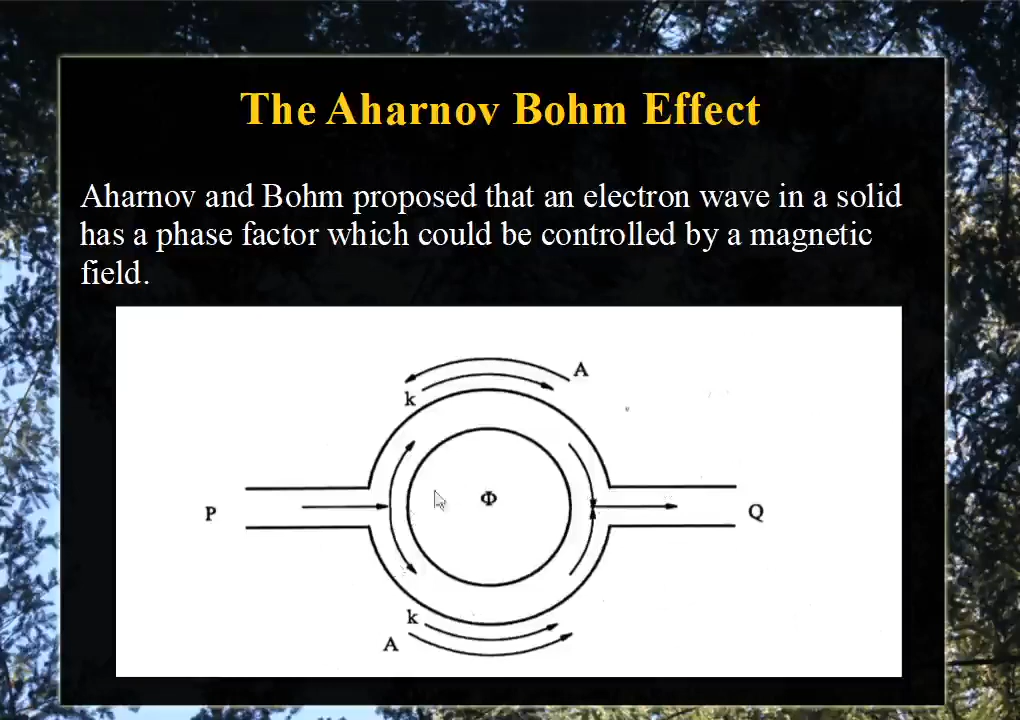 The Aharnov Bohm Effect
Aharnov and Bohm proposed that an electron wave in a solid
has a phase factor which could be controlled by a magnetic
field.
A
k
Φ
P
Q
k
A